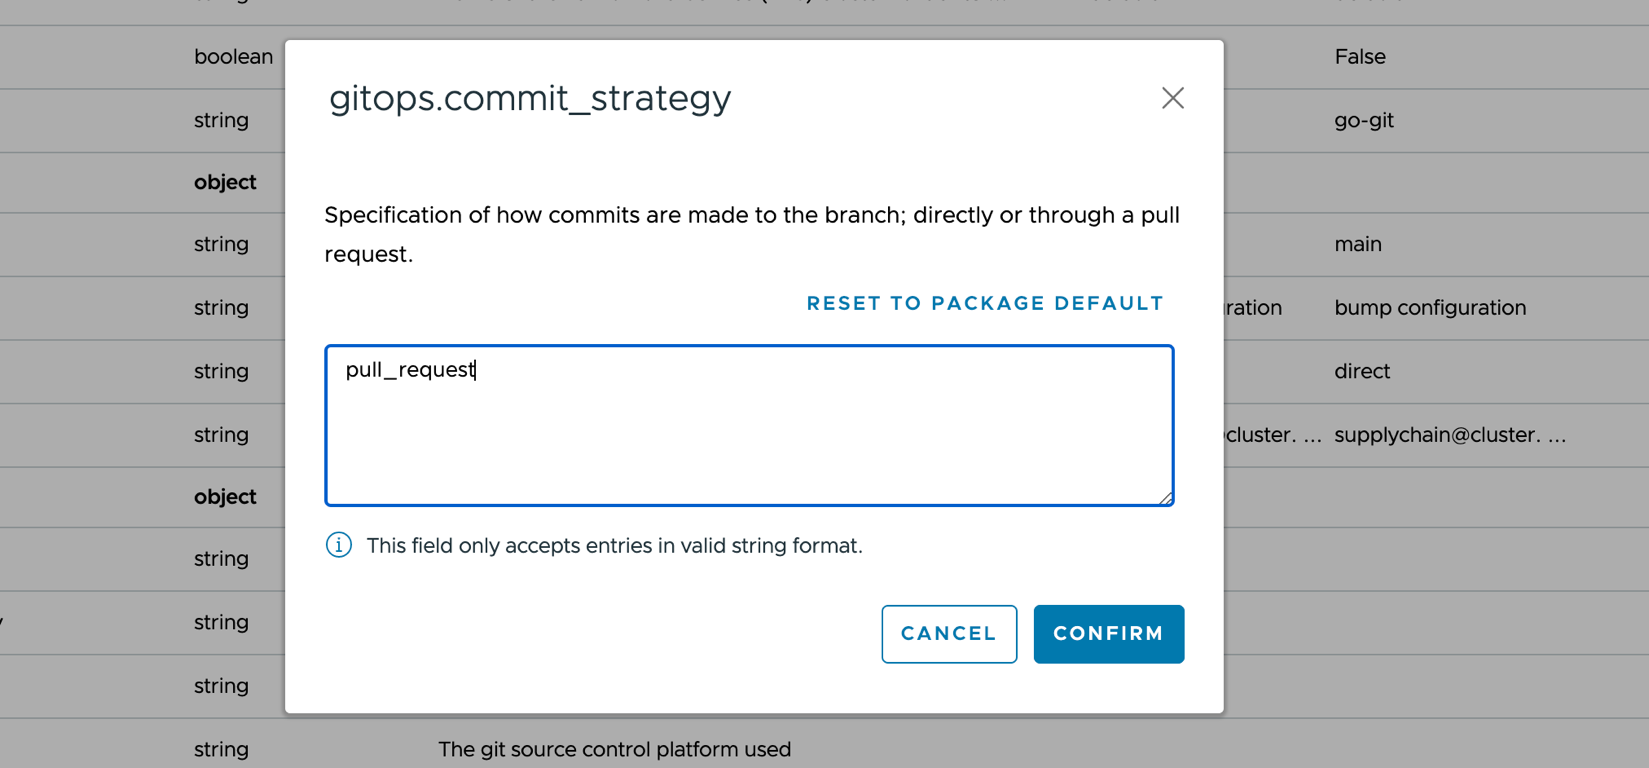 boolean
False
gitops.commit_strategy
string
go-git
object
Specification of how commits are made to the branch; directly or through a pull
request.
string
main
RESET TO PACKAGE DEFAULT
string
bump configuration
pull_request
string
direct
string
cluster. ...
supplychain@cluster. ...
object
This field only accepts entries in valid string format.
string
string
CANCEL
CONFIRM
string
string
The git source control platform used